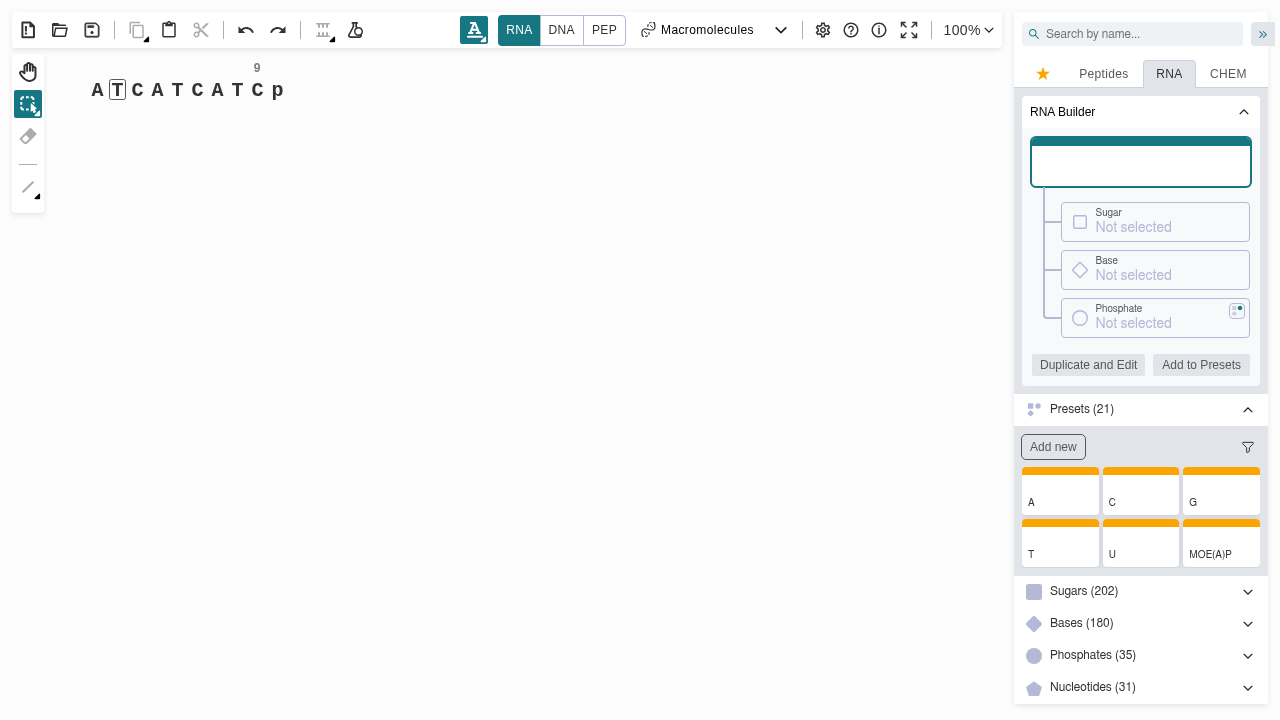 A
RNA
DNA
PEP
Macromolecules
100%
9
A T C A T C A T C p
Search by name...
Peptides
RNA
CHEM
RNA Builder
Sugar
Not selected
Base
Not selected
Phosphate
Not selected
Duplicate and Edit
Add to Presets
Presets (21)
Add new
A
C
G
T
U
MOE(A)P
Sugars (202)
Bases (180)
Phosphates (35)
Nucleotides (31)